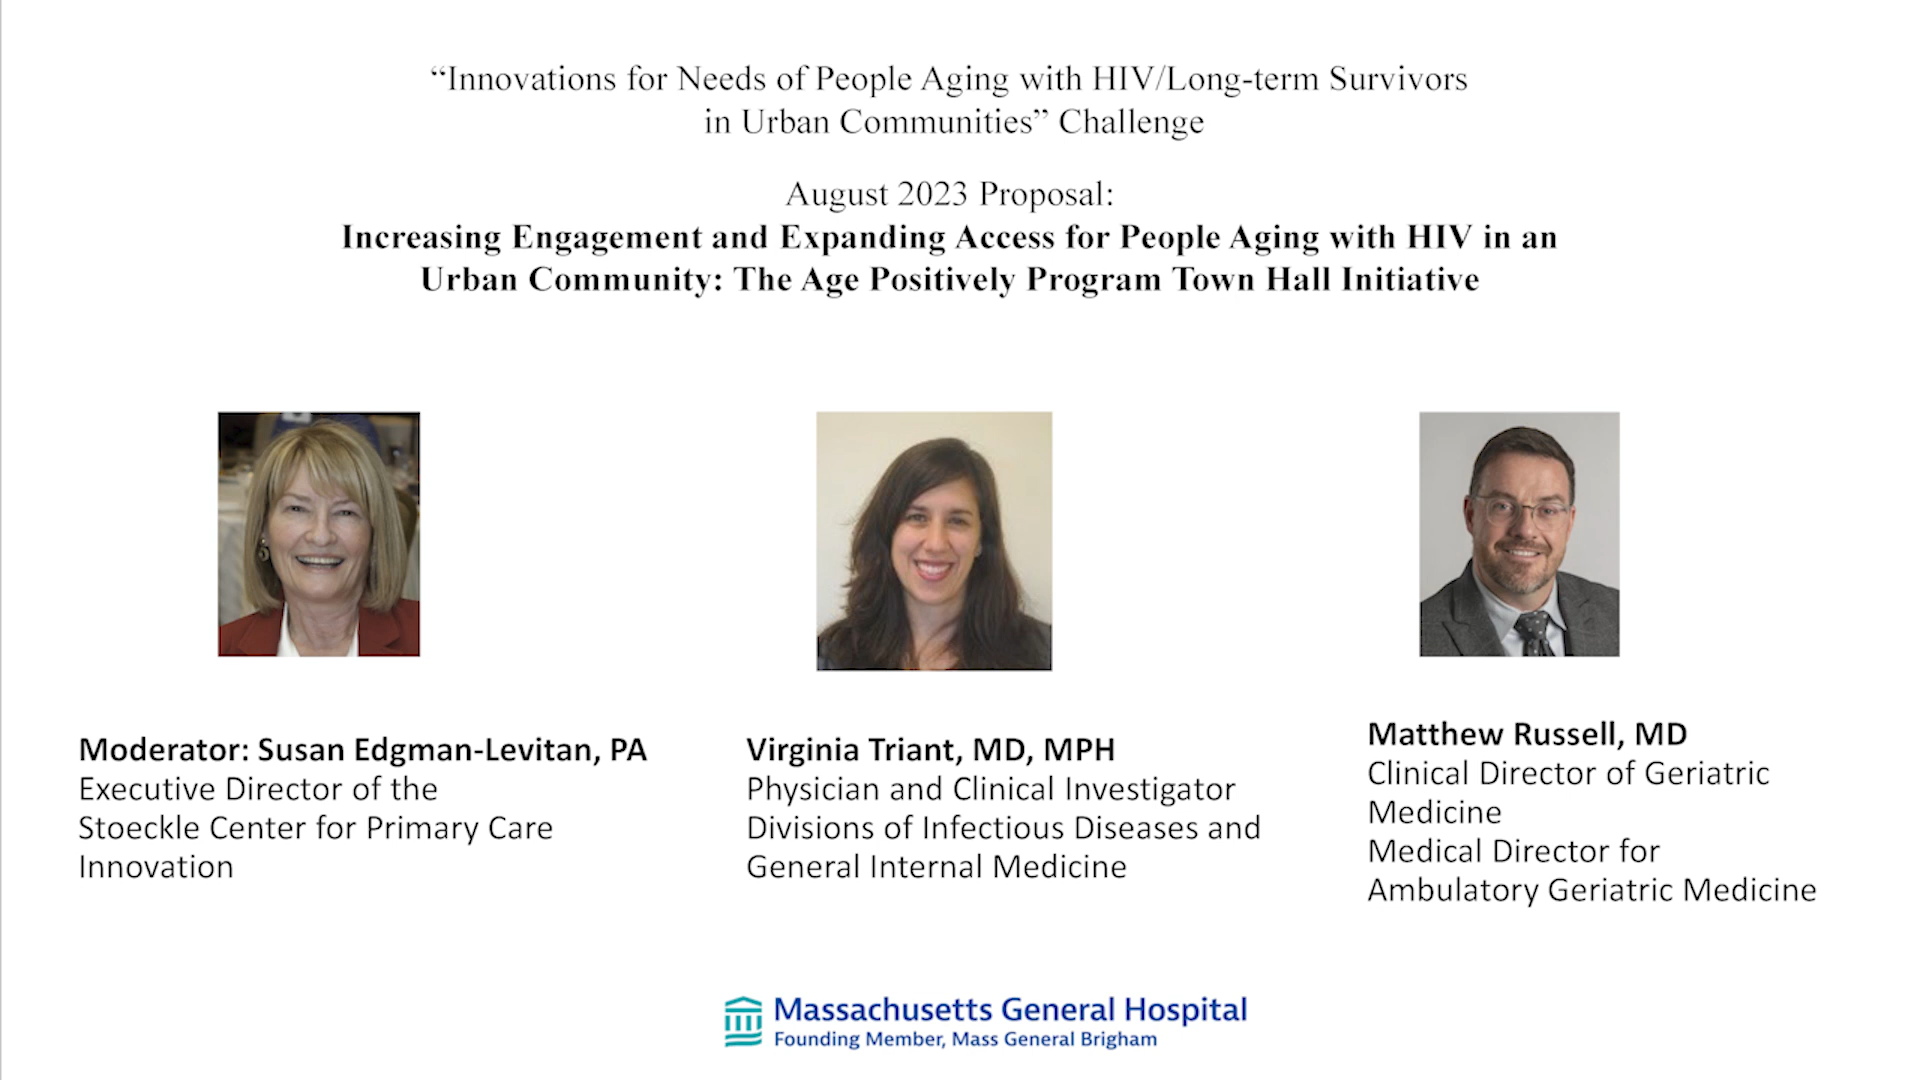 “Innovations for Needs of People Aging with HIV/Long-term Survivors
in Urban Communities” Challenge
August 2023 Proposal:
Increasing Engagement and Expanding Access for People Aging with HIV in an
Urban Community: The Age Positively Program Town Hall Initiative
Moderator: Susan Edgman-Levitan, PA
Executive Director of the
Stoeckle Center for Primary Care
Innovation
Virginia Triant, MD, MPH
Physician and Clinical Investigator
Divisions of Infectious Diseases and
General Internal Medicine
Matthew Russell, MD
Clinical Director of Geriatric
Medicine
Medical Director for
Ambulatory Geriatric Medicine
Massachusetts General Hospital
Founding Member, Mass General Brigham